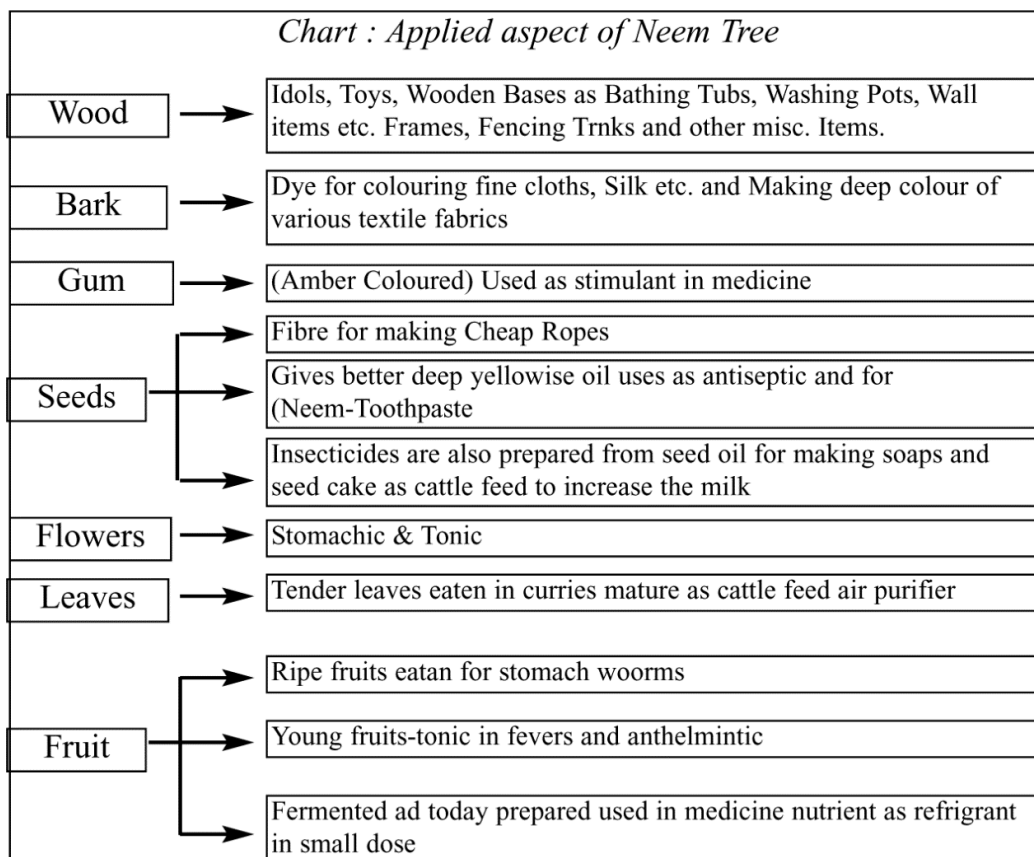 Chart : Applied aspect of Neem Tree
Wood
Idols, Toys, Wooden Bases as Bathing Tubs, Washing Pots, Wall
items etc. Frames, Fencing Trnks and other misc. Items.
Bark
Dye for colouring fine cloths, Silk etc. and Making deep colour of
various textile fabrics
Gum
(Amber Coloured) Used as stimulant in medicine
Seeds
Fibre for making Cheap Ropes
Gives better deep yellowise oil uses as antiseptic and for
(Neem-Toothpaste
Insecticides are also prepared from seed oil for making soaps and
seed cake as cattle feed to increase the milk
Flowers
Stomachic & Tonic
Leaves
Tender leaves eaten in curries mature as cattle feed air purifier
Fruit
Ripe fruits eatan for stomach woorms
Young fruits-tonic in fevers and anthelmintic
Fermented ad today prepared used in medicine nutrient as refrigrant
in small dose